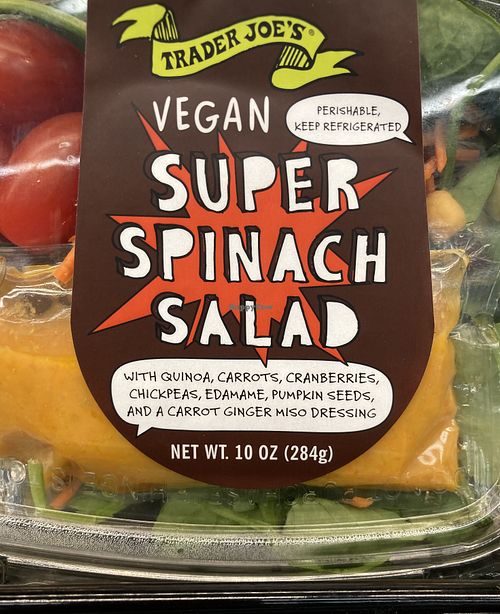 TRADER JOE'S®
VEGAN
PERISHABLE,
KEEP REFRIGERATED
SUPER
SPINACH
SALAD
WITH QUINOA, CARROTS, CRANBERRIES,
CHICKPEAS, EDAMAME, PUMPKIN SEEDS,
AND A CARROT GINGER MISO DRESSING
NET WT. 10 OZ (284g)